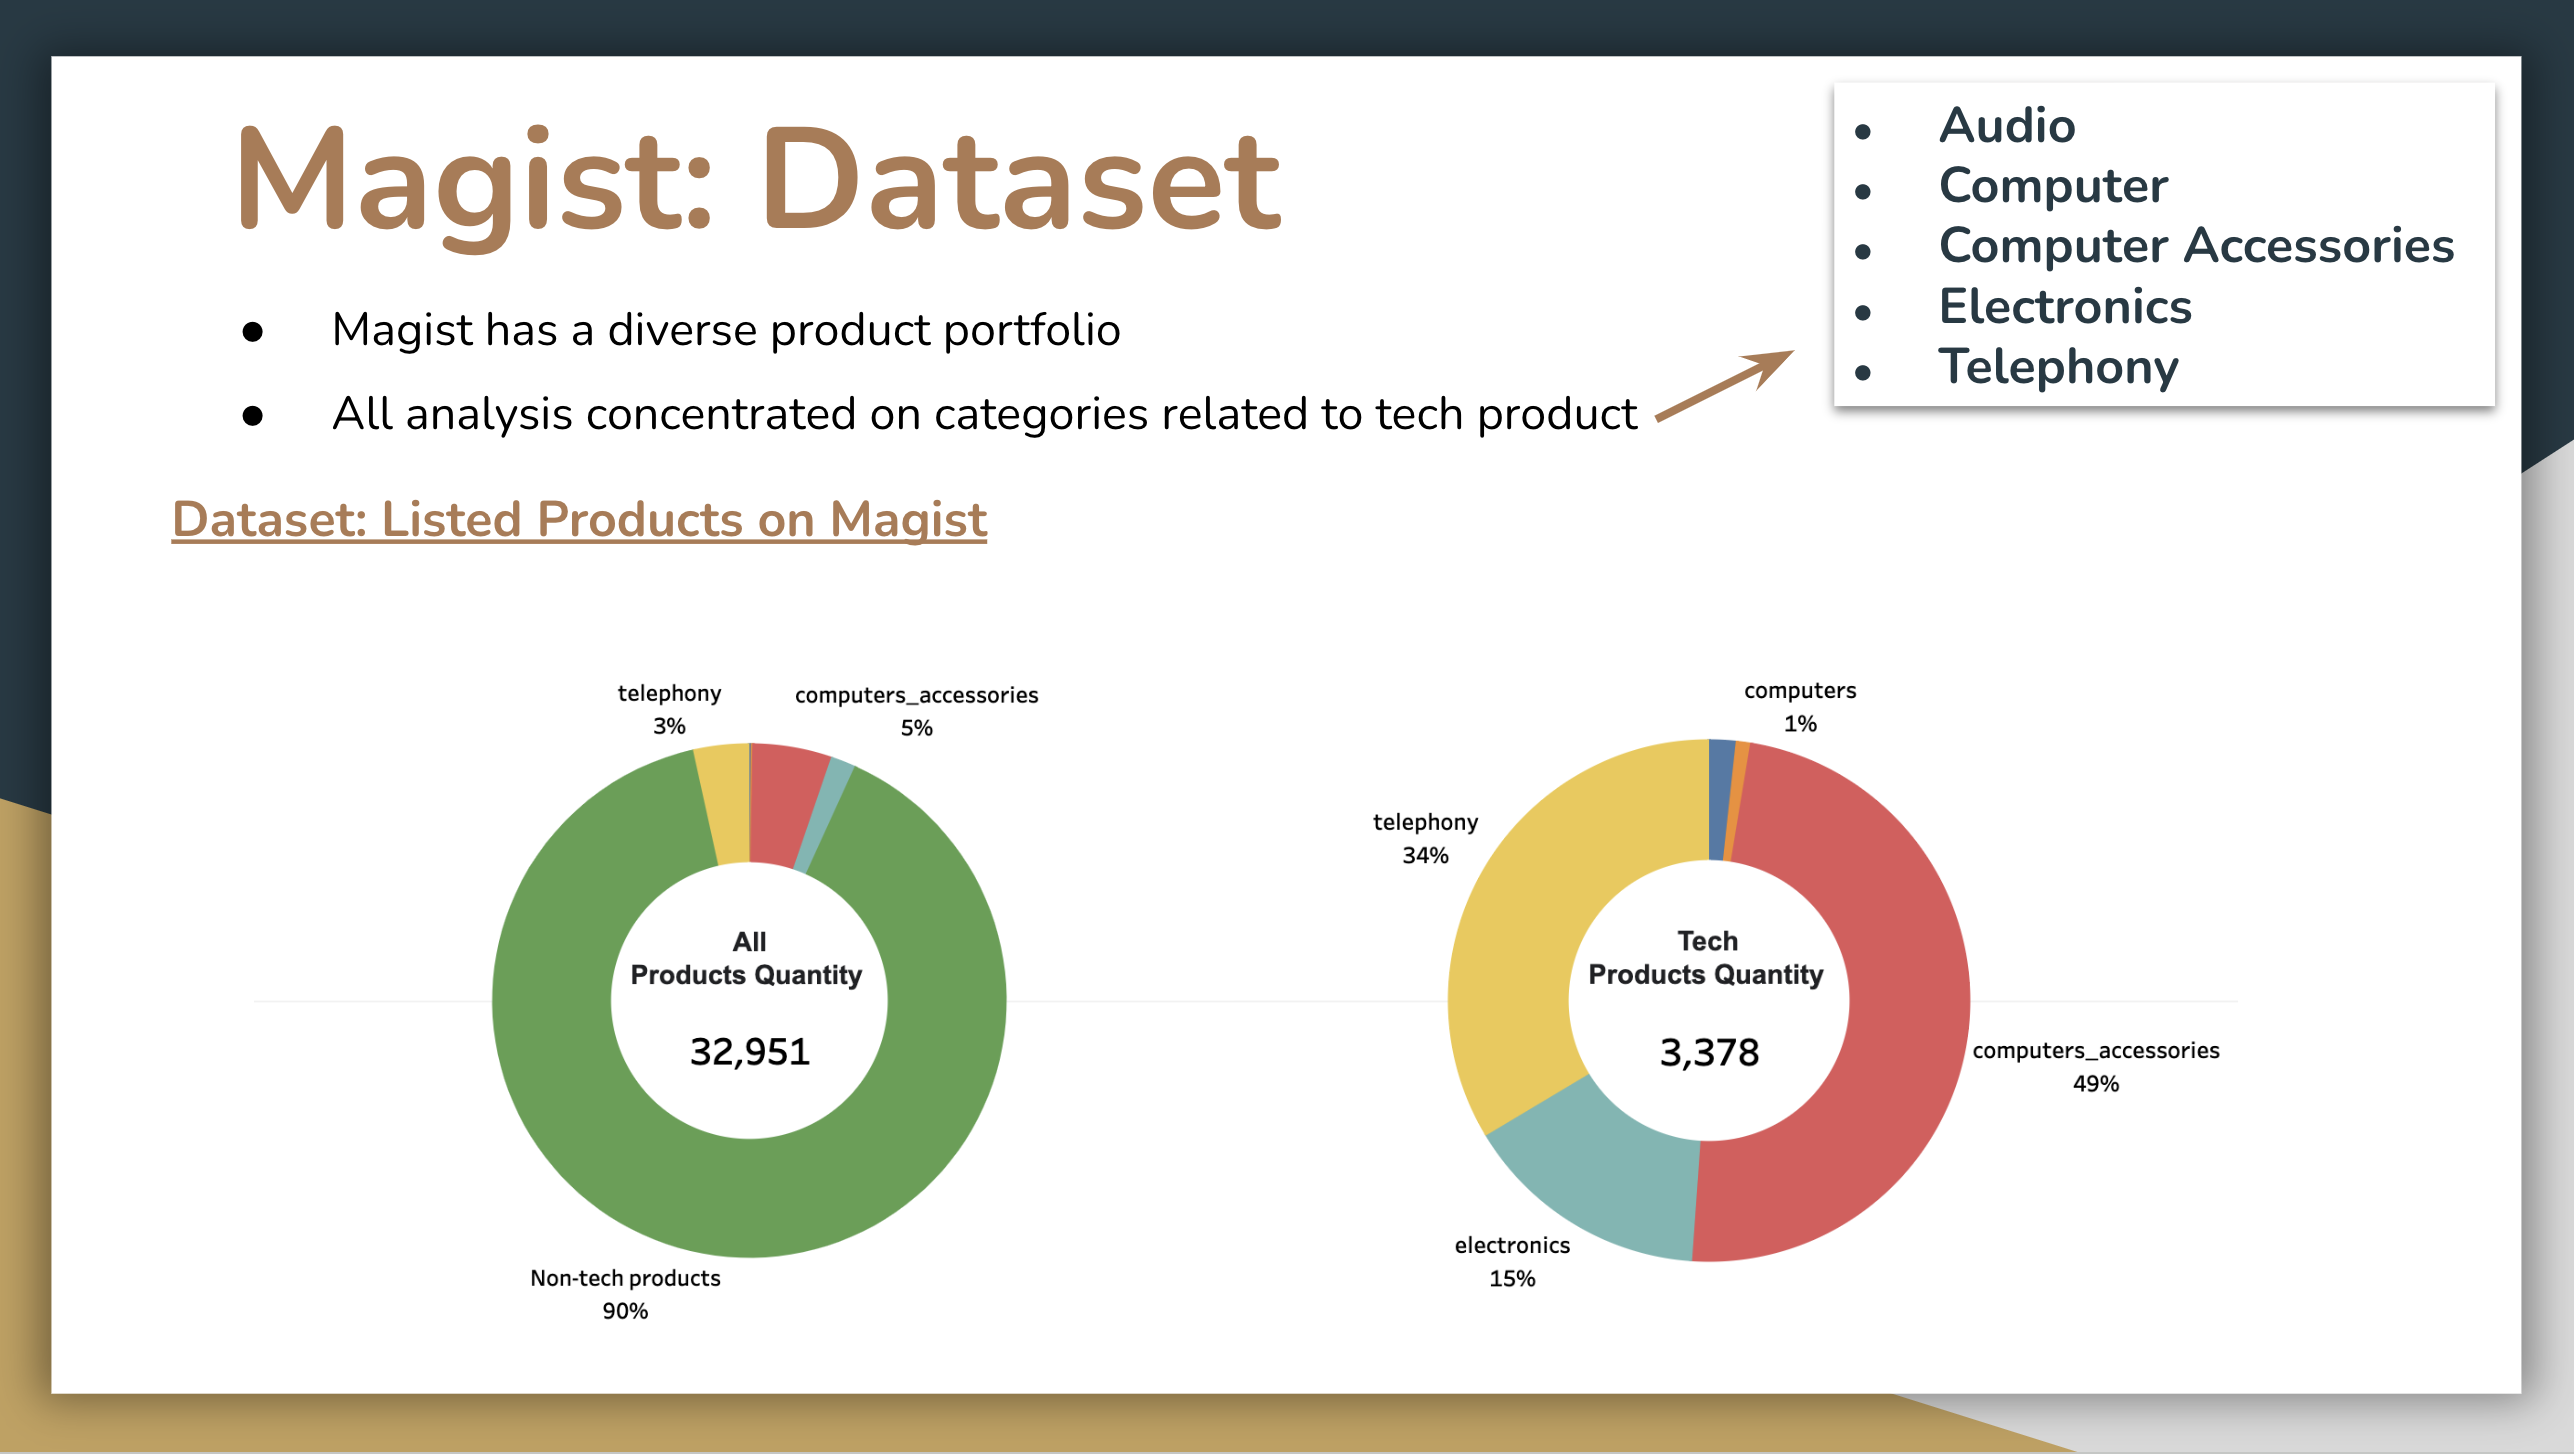 Magist: Dataset
● Magist has a diverse product portfolio
● All analysis concentrated on categories related to tech product
● Audio
● Computer
● Computer Accessories
● Electronics
● Telephony
Dataset: Listed Products on Magist
telephony
3%
computers_accessories
5%
All
Products Quantity
32,951
Non-tech products
90%
computers
1%
telephony
34%
Tech
Products Quantity
3,378
computers_accessories
49%
electronics
15%